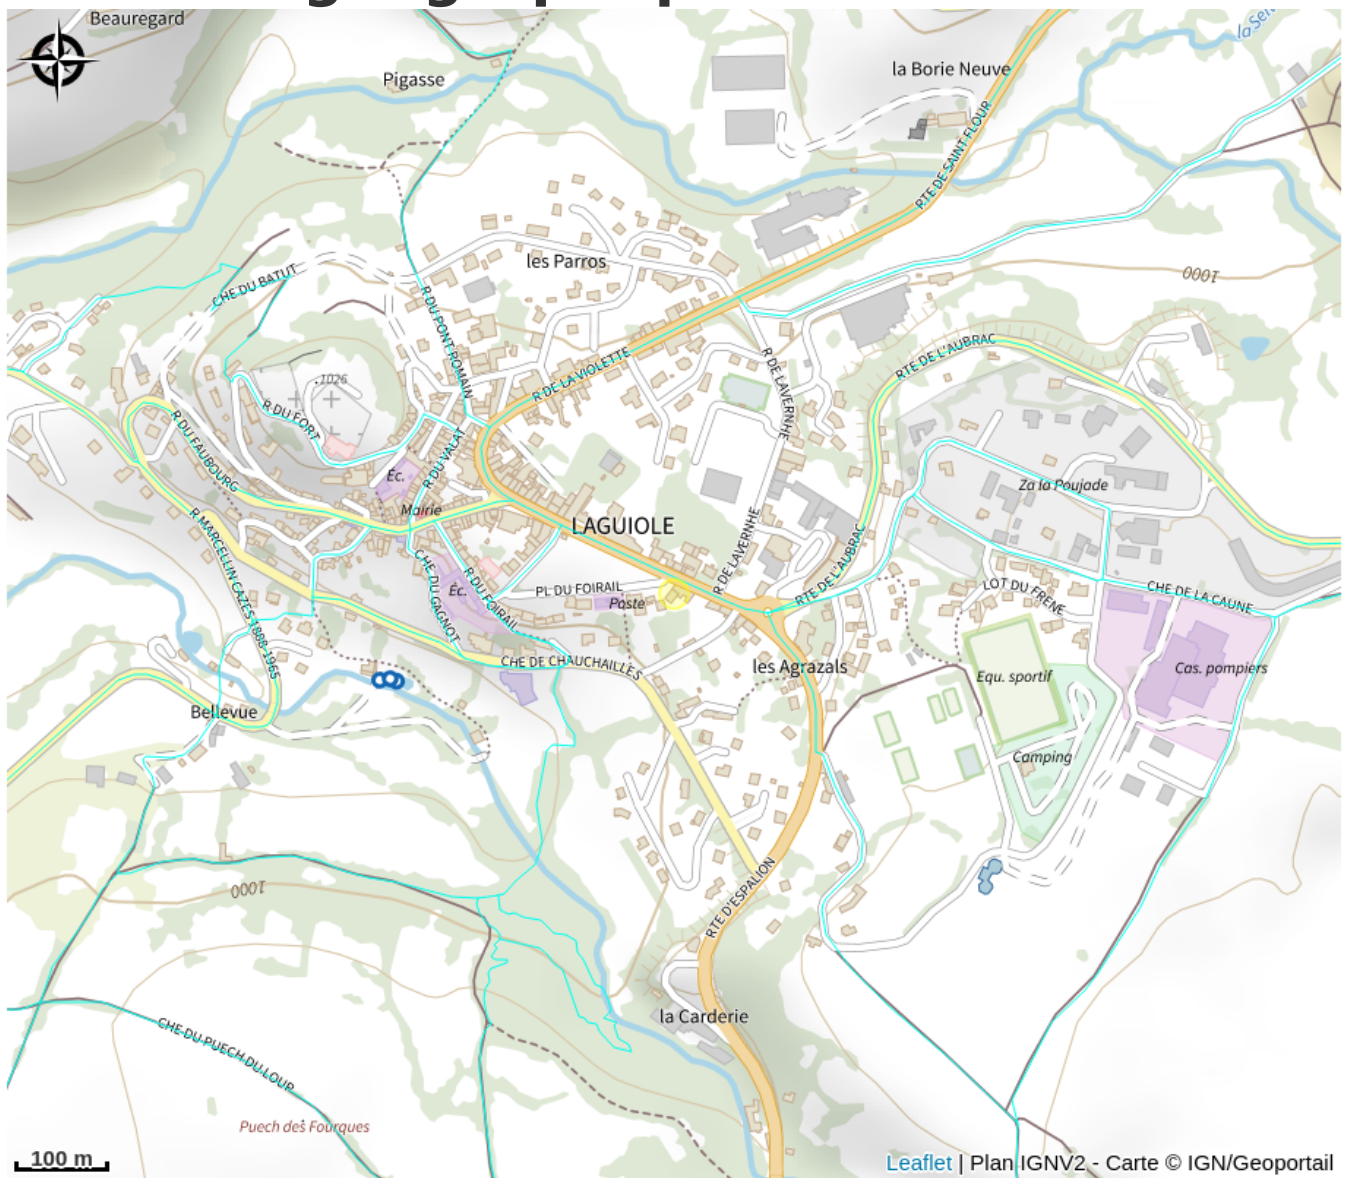 Beauregard
la Borie Neuve
Pigasse
RTE DE SAINT-FLOUR
les Parros
CHE DU BATUT
1000
R DU PONT ROMAIN
R DE LA VIOLETTE
RTE DE L'AUBRAC
R DE LAVERNHE
1026
R DU FORT
R DU FAUBOURG
R DU VALAT
Éc.
Za la Poujade
Mairie
LAGUIOLE
R MARCELLIN CAZES 1888-1965
R DE LAVERNHE
RTE DE L'AUBRAC
CHE DU GAGNOT
R DU FOIRAIL
Éc.
PL DU FOIRAIL
Poste
LOT DU FRENE
CHE DE LA CAUNE
CHE DE CHAUCHAILLES
les Agrazals
Equ. sportif
Cas. pompiers
Bellevue
Camping
1000
RTE D'ESPALION
la Carderie
CHE DU PUECH DU LOUP
Puech des Fourques
100 m
Leaflet | Plan IGNV2 - Carte © IGN/Geoportail